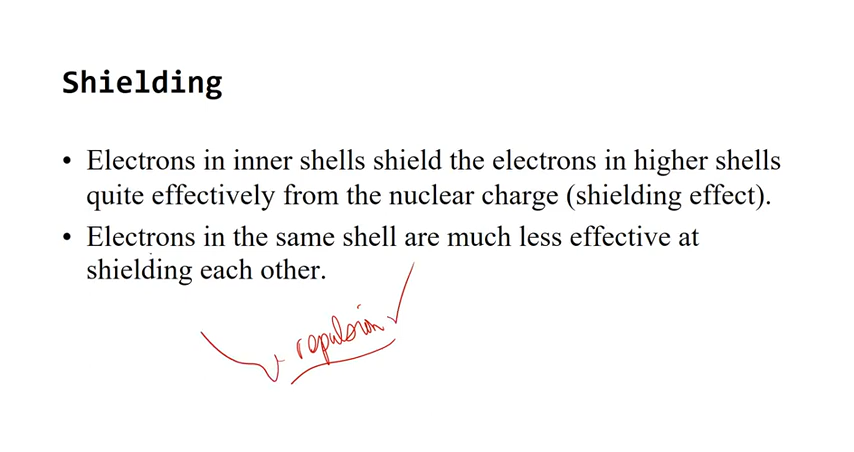 Shielding
• Electrons in inner shells shield the electrons in higher shells
quite effectively from the nuclear charge (shielding effect).
• Electrons in the same shell are much less effective at
shielding each other.
repulsion